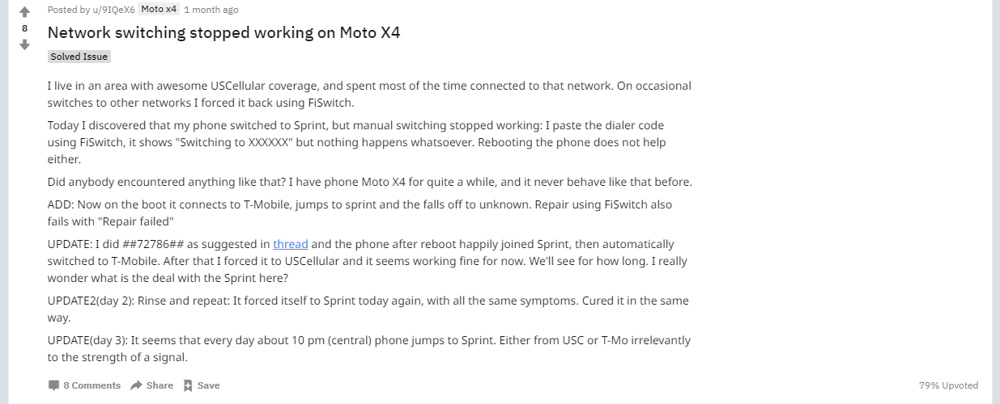 Posted by u/9IQeX6 Moto x4 1 month ago
8
Network switching stopped working on Moto X4
Solved Issue
I live in an area with awesome USCellular coverage, and spent most of the time connected to that network. On occasional
switches to other networks I forced it back using FiSwitch.
Today I discovered that my phone switched to Sprint, but manual switching stopped working: I paste the dialer code
using FiSwitch, it shows "Switching to XXXXXX" but nothing happens whatsoever. Rebooting the phone does not help
either.
Did anybody encountered anything like that? I have phone Moto X4 for quite a while, and it never behave like that before.
ADD: Now on the boot it connects to T-Mobile, jumps to sprint and the falls off to unknown. Repair using FiSwitch also
fails with "Repair failed"
UPDATE: I did ##72786## as suggested in thread and the phone after reboot happily joined Sprint, then automatically
switched to T-Mobile. After that I forced it to USCellular and it seems working fine for now. We'll see for how long. I really
wonder what is the deal with the Sprint here?
UPDATE2(day 2): Rinse and repeat: It forced itself to Sprint today again, with all the same symptoms. Cured it in the same
way.
UPDATE(day 3): It seems that every day about 10 pm (central) phone jumps to Sprint. Either from USC or T-Mo irrelevantly
to the strength of a signal.
8 Comments Share Save 79% Upvoted